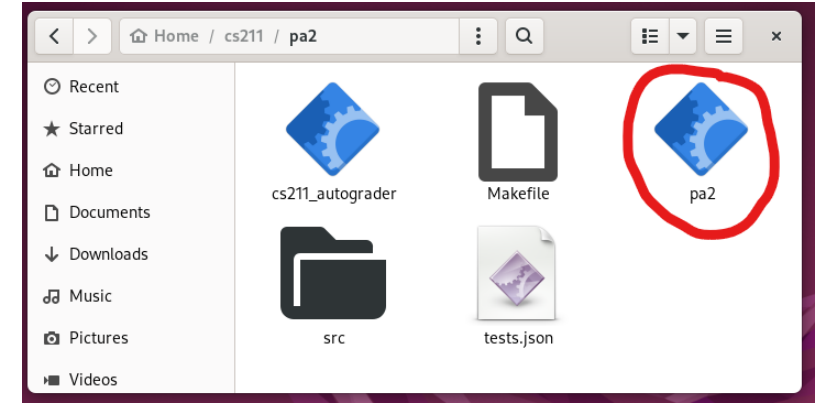 Home / cs211 / pa2
Recent
Starred
Home
Documents
Downloads
Music
Pictures
Videos
cs211_autograder
Makefile
pa2
src
tests.json